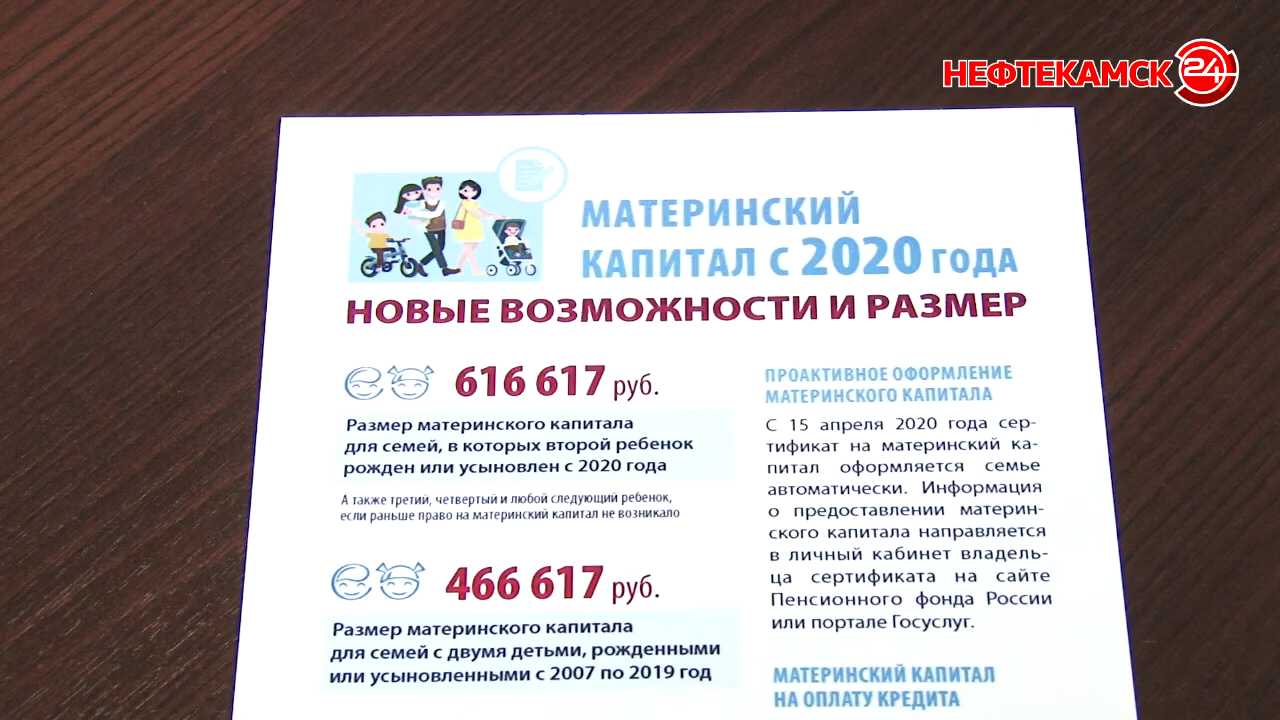 НЕФТЕКАМСК 24
МАТЕРИНСКИЙ
КАПИТАЛ С 2020 ГОДА
НОВЫЕ ВОЗМОЖНОСТИ И РАЗМЕР
616 617 руб.
Размер материнского капитала
для семей, в которых второй ребенок
рожден или усыновлен с 2020 года
А также третий, четвертый и любой следующий ребенок,
если раньше право на материнский капитал не возникало
466 617 руб.
Размер материнского капитала
для семей с двумя детьми, рожденными
или усыновленными с 2007 по 2019 год
ПРОАКТИВНОЕ ОФОРМЛЕНИЕ
МАТЕРИНСКОГО КАПИТАЛА
С 15 апреля 2020 года сер-
тификат на материнский ка-
питал оформляется семье
автоматически. Информация
о предоставлении материн-
ского капитала направляется
в личный кабинет владель-
ца сертификата на сайте
Пенсионного фонда России
или портале Госуслуг.
МАТЕРИНСКИЙ КАПИТАЛ
НА ОПЛАТУ КРЕДИТА